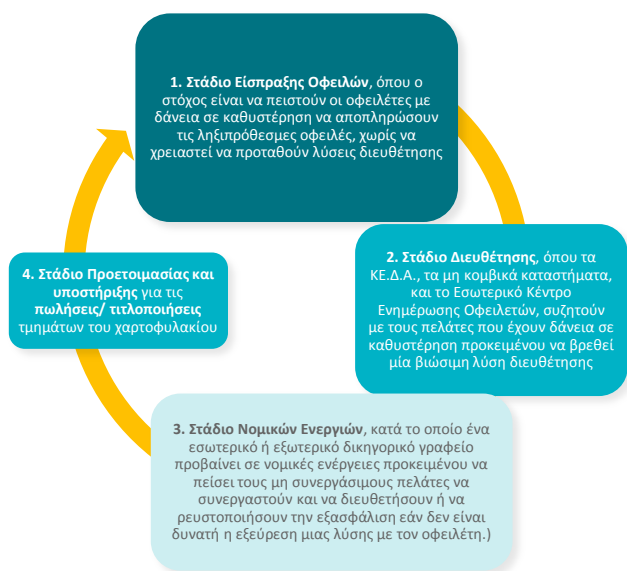 1. Στάδιο Είσπραξης Οφειλών, όπου ο
στόχος είναι να πειστούν οι οφειλέτες με
δάνεια σε καθυστέρηση να αποπληρώσουν
τις ληξιπρόθεσμες οφειλές, χωρίς να
χρειαστεί να προταθούν λύσεις διευθέτησης
2. Στάδιο Διευθέτησης, όπου τα
ΚΕ.Δ.Α., τα μη κομβικά καταστήματα,
και το Εσωτερικό Κέντρο
Ενημέρωσης Οφειλετών, συζητούν
με τους πελάτες που έχουν δάνεια σε
καθυστέρηση προκειμένου να βρεθεί
μία βιώσιμη λύση διευθέτησης
3. Στάδιο Νομικών Ενεργιών, κατά το οποίο ένα
εσωτερικό ή εξωτερικό δικηγορικό γραφείο
προβαίνει σε νομικές ενέργειες προκειμένου να
πείσει τους μη συνεργάσιμους πελάτες να
συνεργαστούν και να διευθετήσουν ή να
ρευστοποιήσουν την εξασφάλιση εάν δεν είναι
δυνατή η εξεύρεση μιας λύσης με τον οφειλέτη.)
4. Στάδιο Προετοιμασίας και
υποστήριξης για τις
πωλήσεις/ τιτλοποιήσεις
τμημάτων του χαρτοφυλακίου